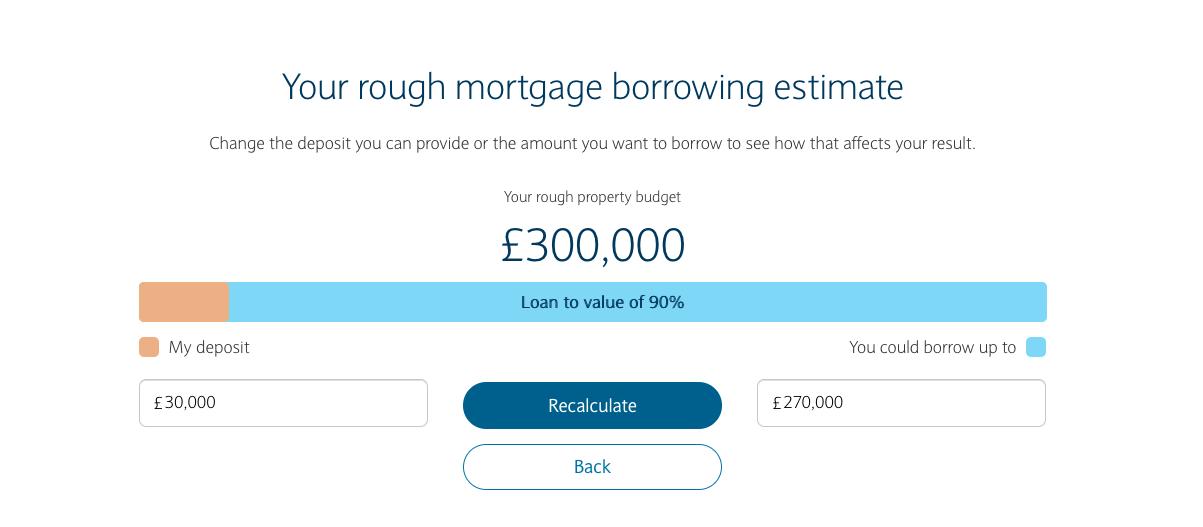 Your rough mortgage borrowing estimate
Change the deposit you can provide or the amount you want to borrow to see how that affects your result.
Your rough property budget
£300,000
Loan to value of 90%
My deposit
You could borrow up to
£30,000
Recalculate
£270,000
Back